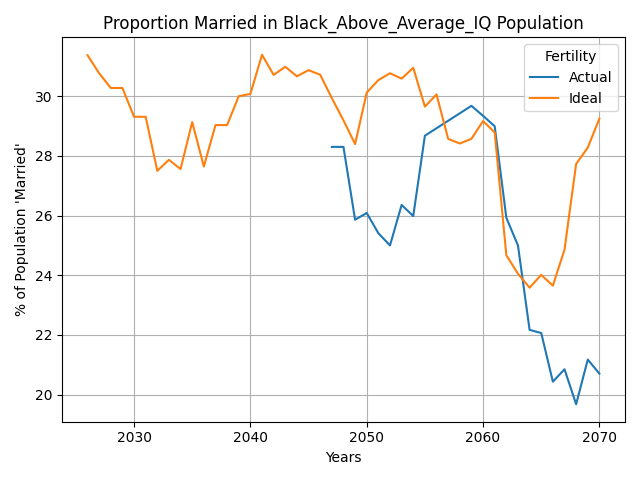 Proportion Married in Black_Above_Average_IQ Population
Fertility
Actual
Ideal
% of Population 'Married'
30
28
26
24
22
20
2030
2040
2050
2060
2070
Years